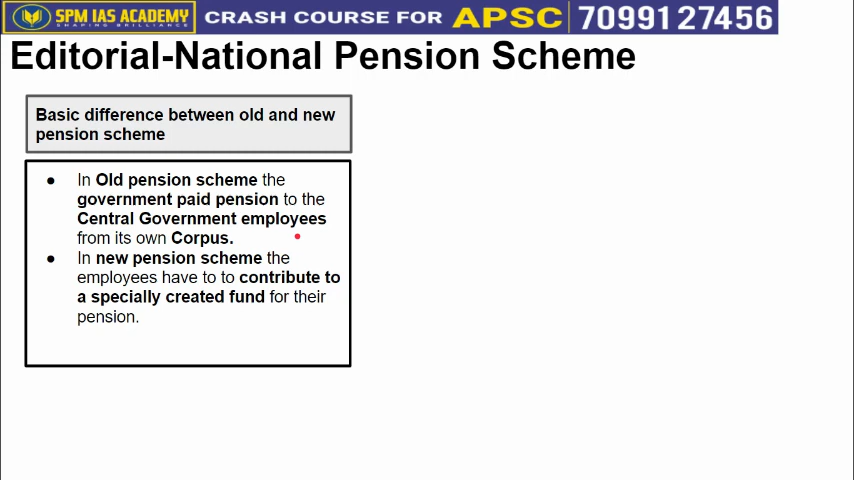 SPM IAS ACADEMY
SHAPING BRILLIANCE
CRASH COURSE FOR APSC 7099127456
Editorial-National Pension Scheme
Basic difference between old and new
pension scheme
● In Old pension scheme the
government paid pension to the
Central Government employees
from its own Corpus.
● In new pension scheme the
employees have to to contribute to
a specially created fund for their
pension.